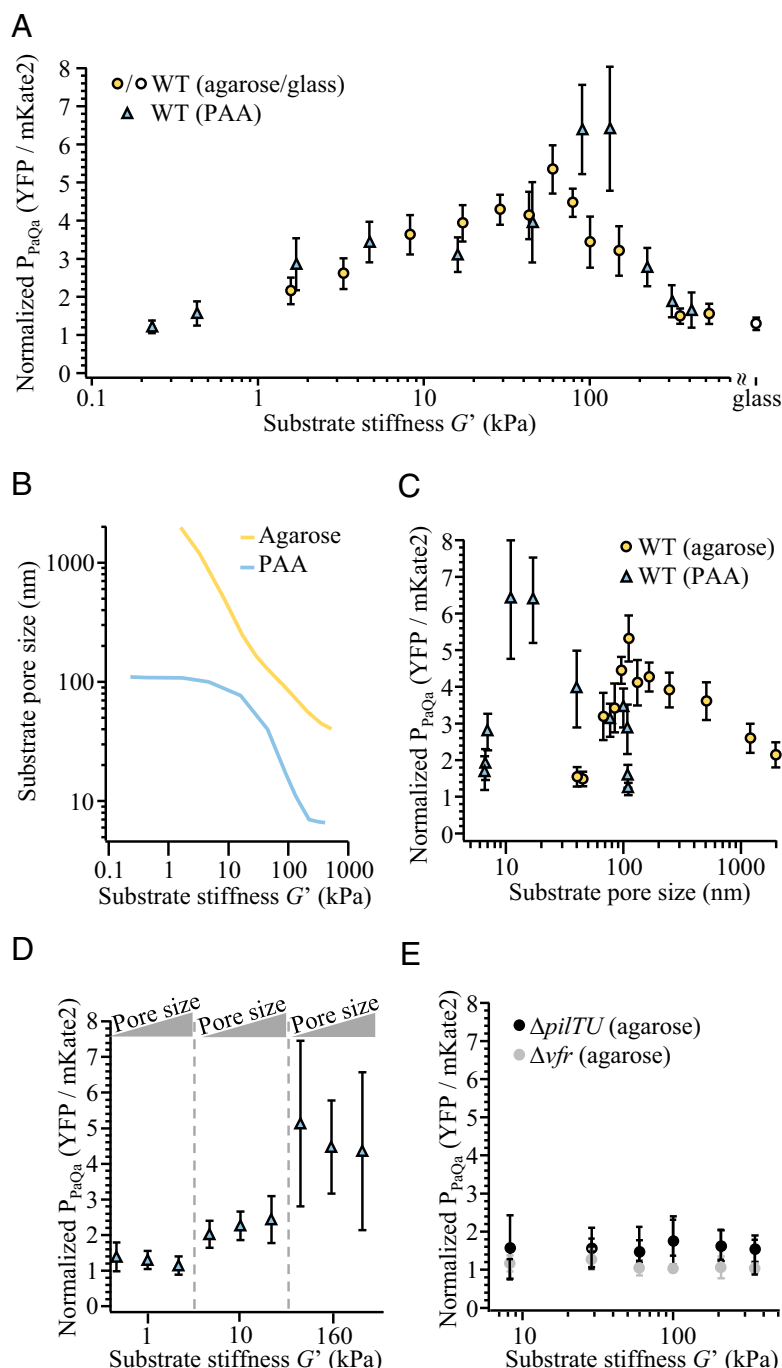 A
Normalized P_PaQa (YFP / mKate2)
8
7
6
5
4
3
2
1
0
/ WT (agarose/glass)
WT (PAA)
0.1
1
10
100
≈
glass
Substrate stiffness G' (kPa)
B
Substrate pore size (nm)
1000
100
10
Agarose
PAA
0.1
1
10
100
1000
Substrate stiffness G' (kPa)
C
Normalized P_PaQa (YFP / mKate2)
8
7
6
5
4
3
2
1
0
WT (agarose)
WT (PAA)
10
100
1000
Substrate pore size (nm)
D
Normalized P_PaQa (YFP / mKate2)
8
7
6
5
4
3
2
1
0
Pore size
Pore size
Pore size
1
10
160
Substrate stiffness G' (kPa)
E
Normalized P_PaQa (YFP / mKate2)
8
7
6
5
4
3
2
1
0
ΔpilTU (agarose)
Δvfr (agarose)
10
100
Substrate stiffness G' (kPa)